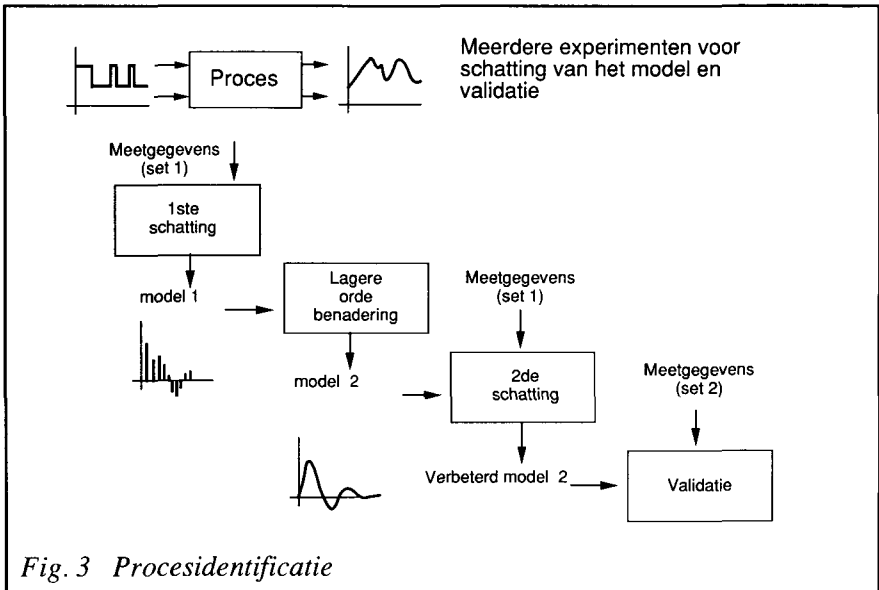 Proces
Meerdere experimenten voor
schatting van het model en
validatie
Meetgegevens
(set 1)
1ste
schatting
model 1
Lagere
orde
benadering
model 2
Meetgegevens
(set 1)
2de
schatting
Verbeterd model 2
Meetgegevens
(set 2)
Validatie
Fig. 3 Procesidentificatie